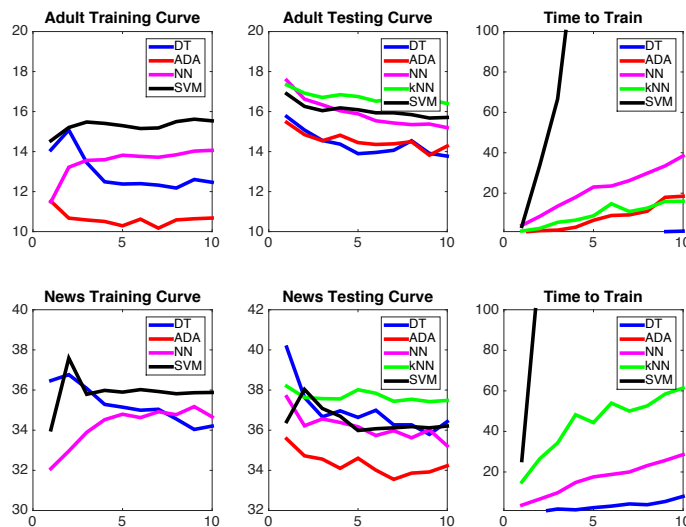 Adult Training Curve
20
18
16
14
12
10
0
5
10
DT
ADA
NN
SVM
Adult Testing Curve
20
18
16
14
12
10
0
5
10
DT
ADA
NN
kNN
SVM
Time to Train
100
80
60
40
20
0
5
10
DT
ADA
NN
kNN
SVM
News Training Curve
40
38
36
34
32
30
0
5
10
DT
ADA
NN
SVM
News Testing Curve
42
40
38
36
34
32
0
5
10
DT
ADA
NN
kNN
SVM
Time to Train
100
80
60
40
20
0
5
10
DT
ADA
NN
kNN
SVM